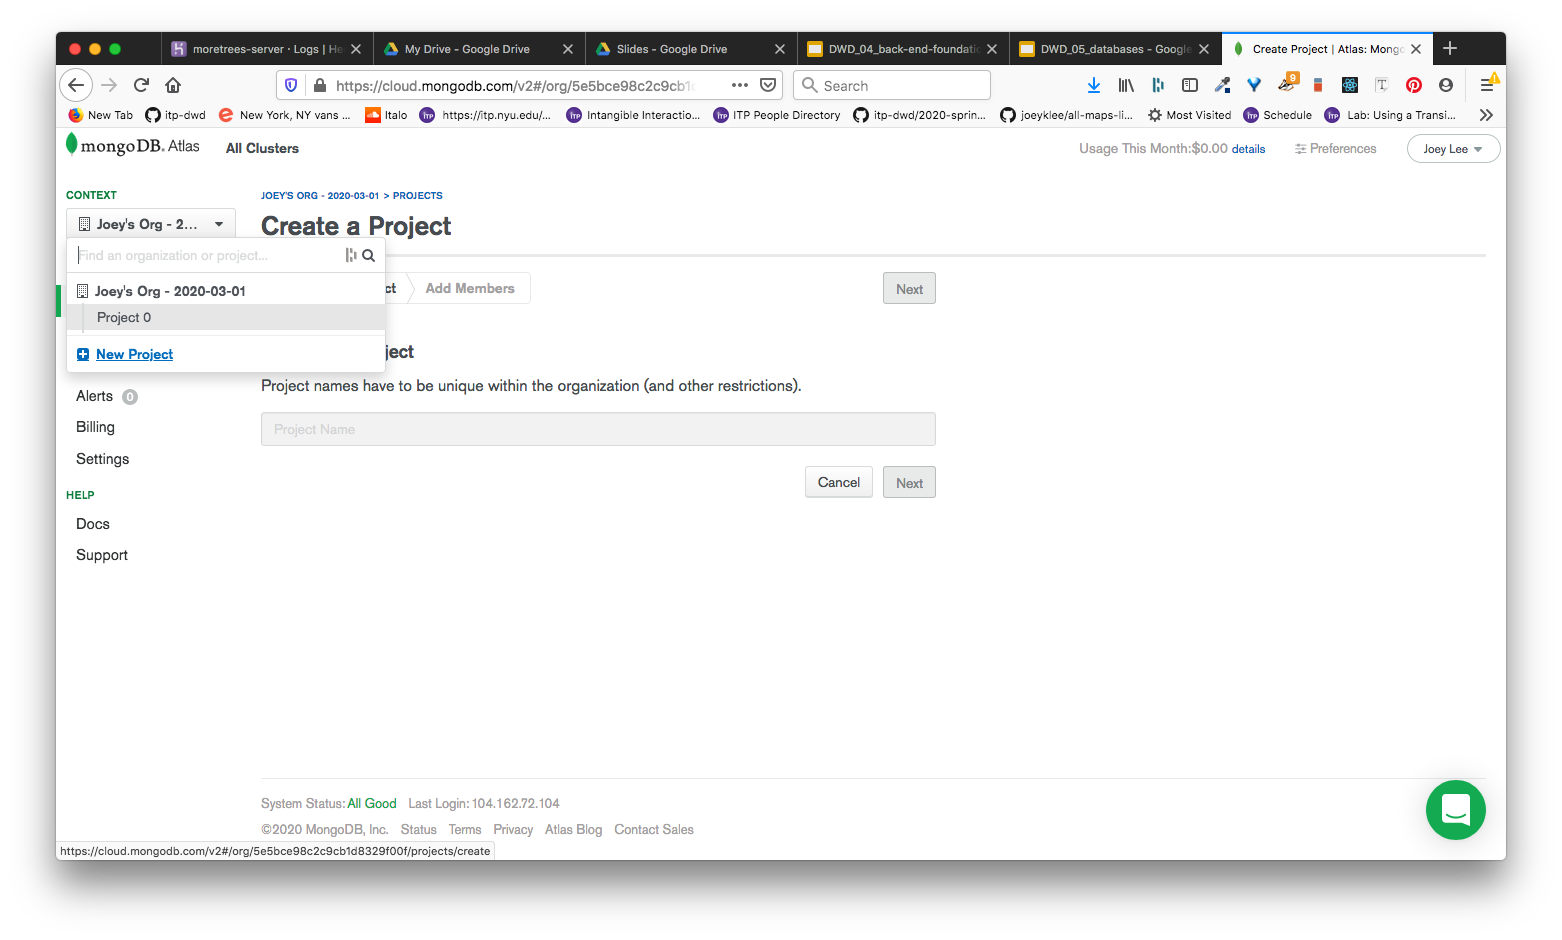 moretrees-server · Logs | He
My Drive - Google Drive
Slides - Google Drive
DWD_04_back-end-foundatio
DWD_05_databases - Google
Create Project | Atlas: Mongo
https://cloud.mongodb.com/v2#/org/5e5bce98c2c9cb1d
Search
9
New Tab
itp-dwd
New York, NY vans ...
Italo
https://itp.nyu.edu/...
Intangible Interactio...
ITP People Directory
itp-dwd/2020-sprin...
joeyklee/all-maps-li...
Most Visited
Schedule
Lab: Using a Transi...
mongoDB. Atlas
All Clusters
Usage This Month:$0.00 details
Preferences
Joey Lee
CONTEXT
JOEY'S ORG - 2020-03-01 > PROJECTS
Joey's Org - 2...
Create a Project
Find an organization or project...
Joey's Org - 2020-03-01
ct
Add Members
Next
Project 0
New Project
ject
Project names have to be unique within the organization (and other restrictions).
Alerts 0
Billing
Project Name
Settings
Cancel
Next
HELP
Docs
Support
System Status: All Good Last Login: 104.162.72.104
©2020 MongoDB, Inc. Status Terms Privacy Atlas Blog Contact Sales
https://cloud.mongodb.com/v2#/org/5e5bce98c2c9cb1d8329f00f/projects/create